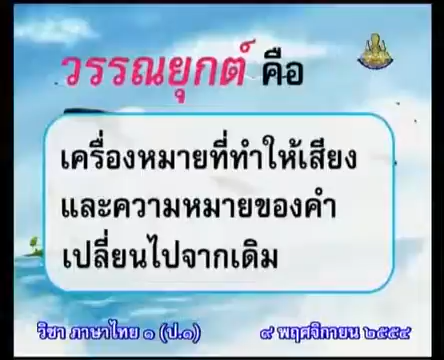 วรรณยุกต์ คือ
เครื่องหมายที่ทำให้เสียง
และความหมายของคำ
เปลี่ยนไปจากเดิม
วิชา ภาษาไทย ๑ (ป.๑) ๙ พฤศจิกายน ๒๕๕๔